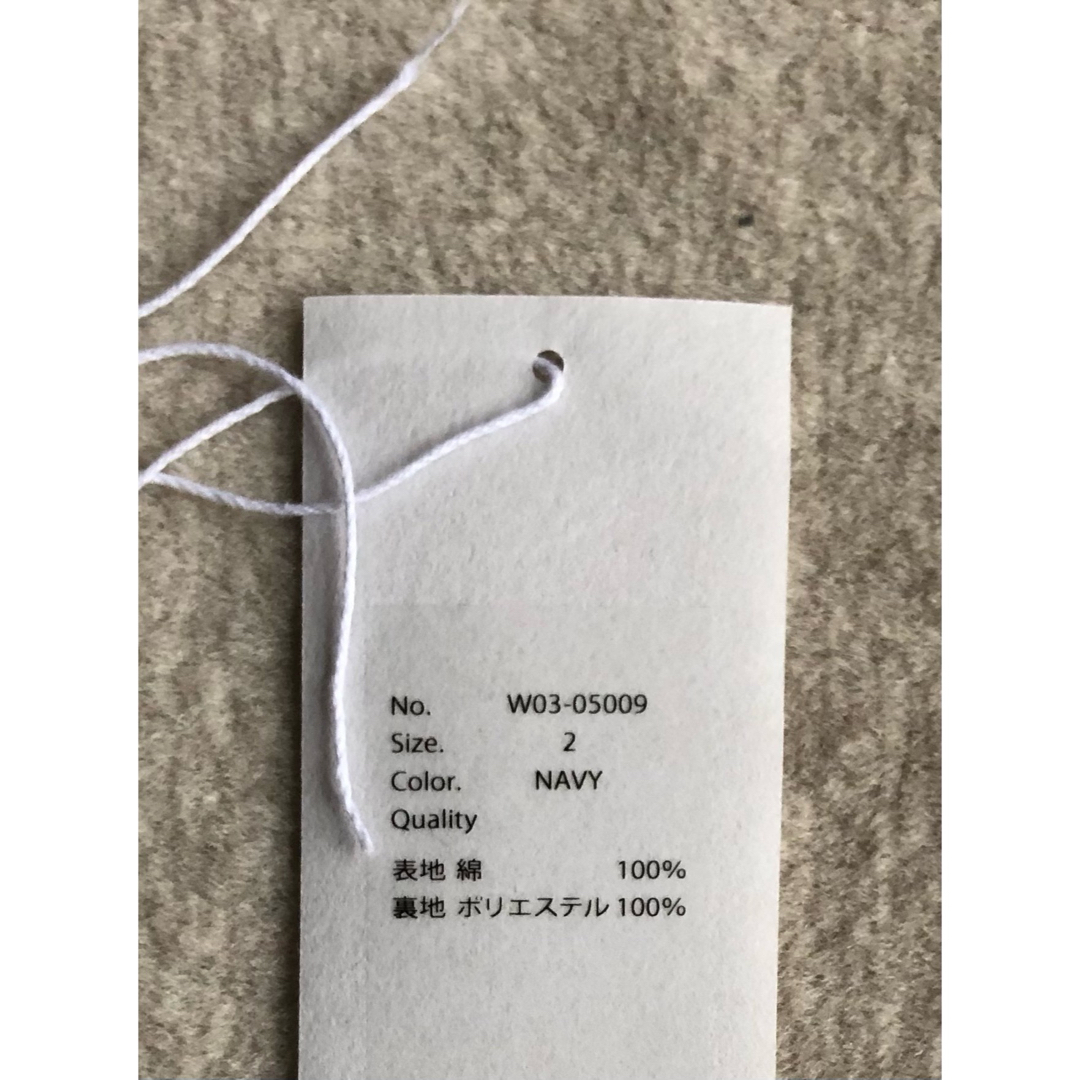 No. W03-05009
Size. 2
Color. NAVY
Quality
表地 綿 100%
裏地 ポリエステル 100%